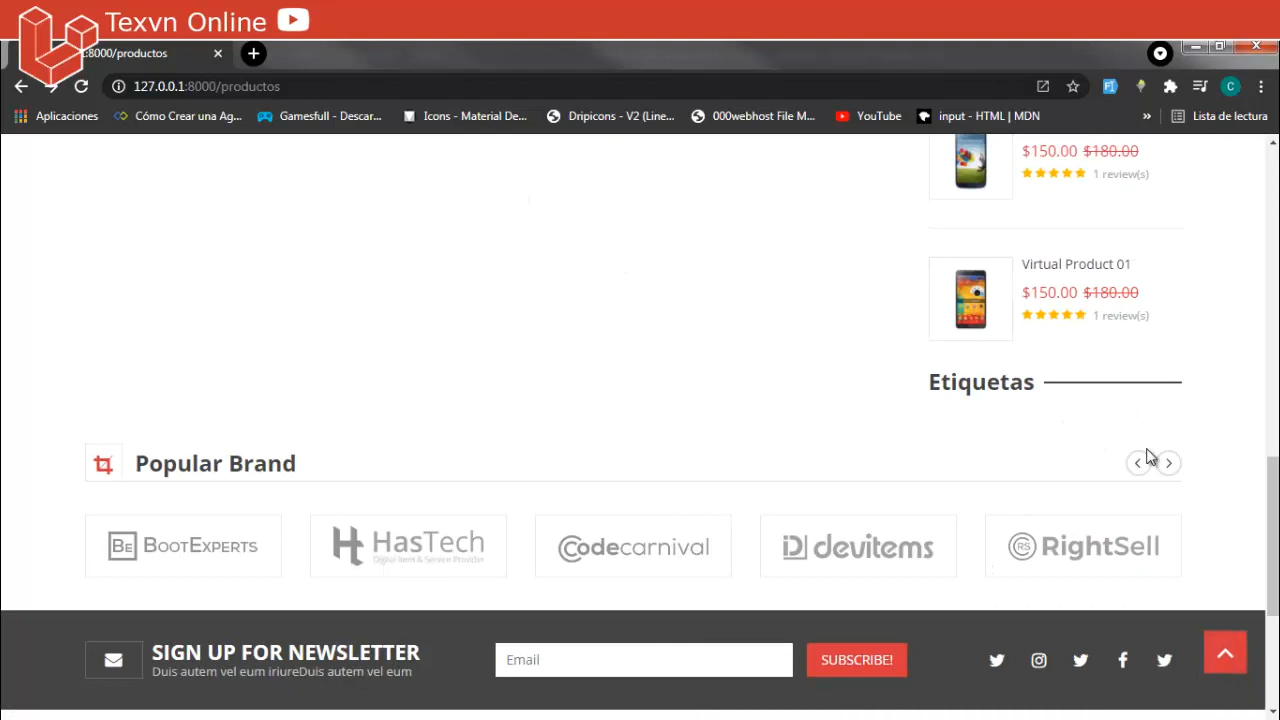 Texvn Online
:8000/productos
127.0.0.1:8000/productos
Aplicaciones
Cómo Crear una Ag...
Gamesfull - Descar...
Icons - Material De...
Dripicons - V2 (Line...
000webhost File M...
YouTube
input - HTML | MDN
»
Lista de lectura
C
$150.00 $180.00
1 review(s)
Virtual Product 01
$150.00 $180.00
1 review(s)
Etiquetas
Popular Brand
BE BOOTEXPERTS
HasTech
Digital Item & Service Provider
Codecarnival
devitems
RS RightSell
SIGN UP FOR NEWSLETTER
Duis autem vel eum iriureDuis autem vel eum
Email
SUBSCRIBE!